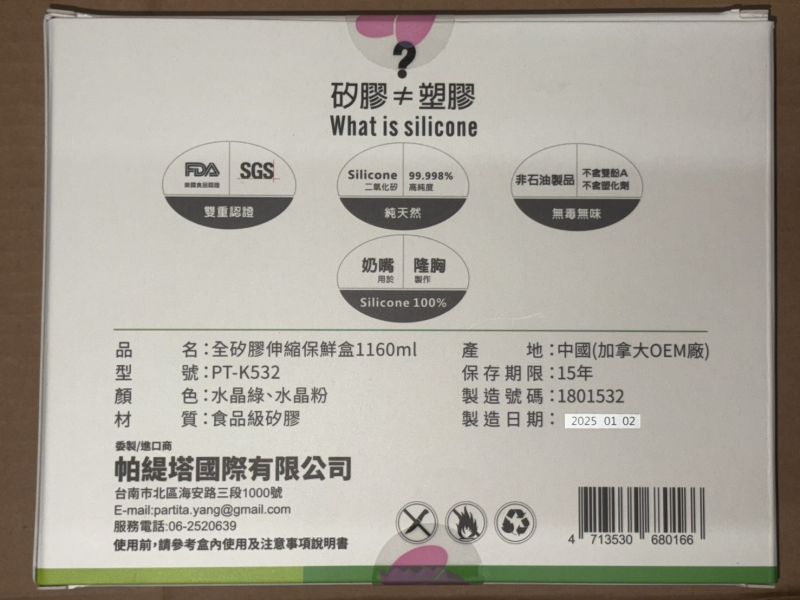 ?
矽膠≠塑膠
What is silicone
FDA
美國食品認證
SGS
雙重認證
Silicone
二氧化矽
99.998%
高純度
純天然
非石油製品
不含雙酚A
不含塑化劑
無毒無味
奶嘴
用於
隆胸
製作
Silicone 100%
品名：全矽膠伸縮保鮮盒1160ml
型號：PT-K532
顏色：水晶綠、水晶粉
材質：食品級矽膠
產地：中國(加拿大OEM廠)
保存期限：15年
製造號碼：1801532
製造日期：2025 01 02
委製/進口商
帕緹塔國際有限公司
台南市北區海安路三段1000號
E-mail:partita.yang@gmail.com
服務電話:06-2520639
使用前，請參考盒內使用及注意事項說明書
4 713530 680166